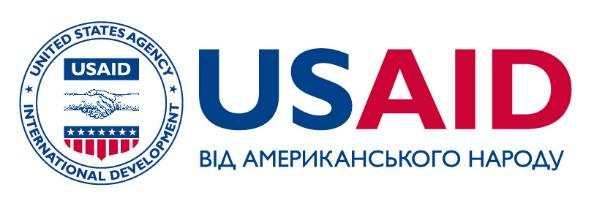 UNITED STATES AGENCY
USAID
INTERNATIONAL DEVELOPMENT
USAID
ВІД АМЕРИКАНСЬКОГО НАРОДУ